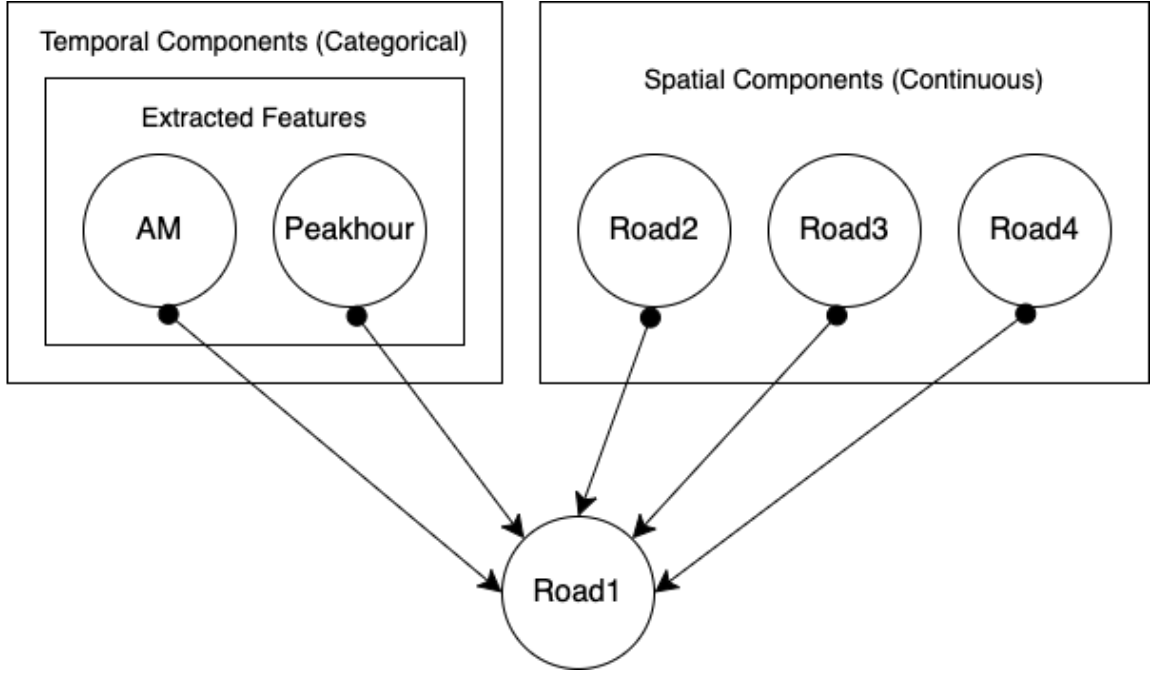 Temporal Components (Categorical)
Extracted Features
AM
Peakhour
Spatial Components (Continuous)
Road2
Road3
Road4
Road1